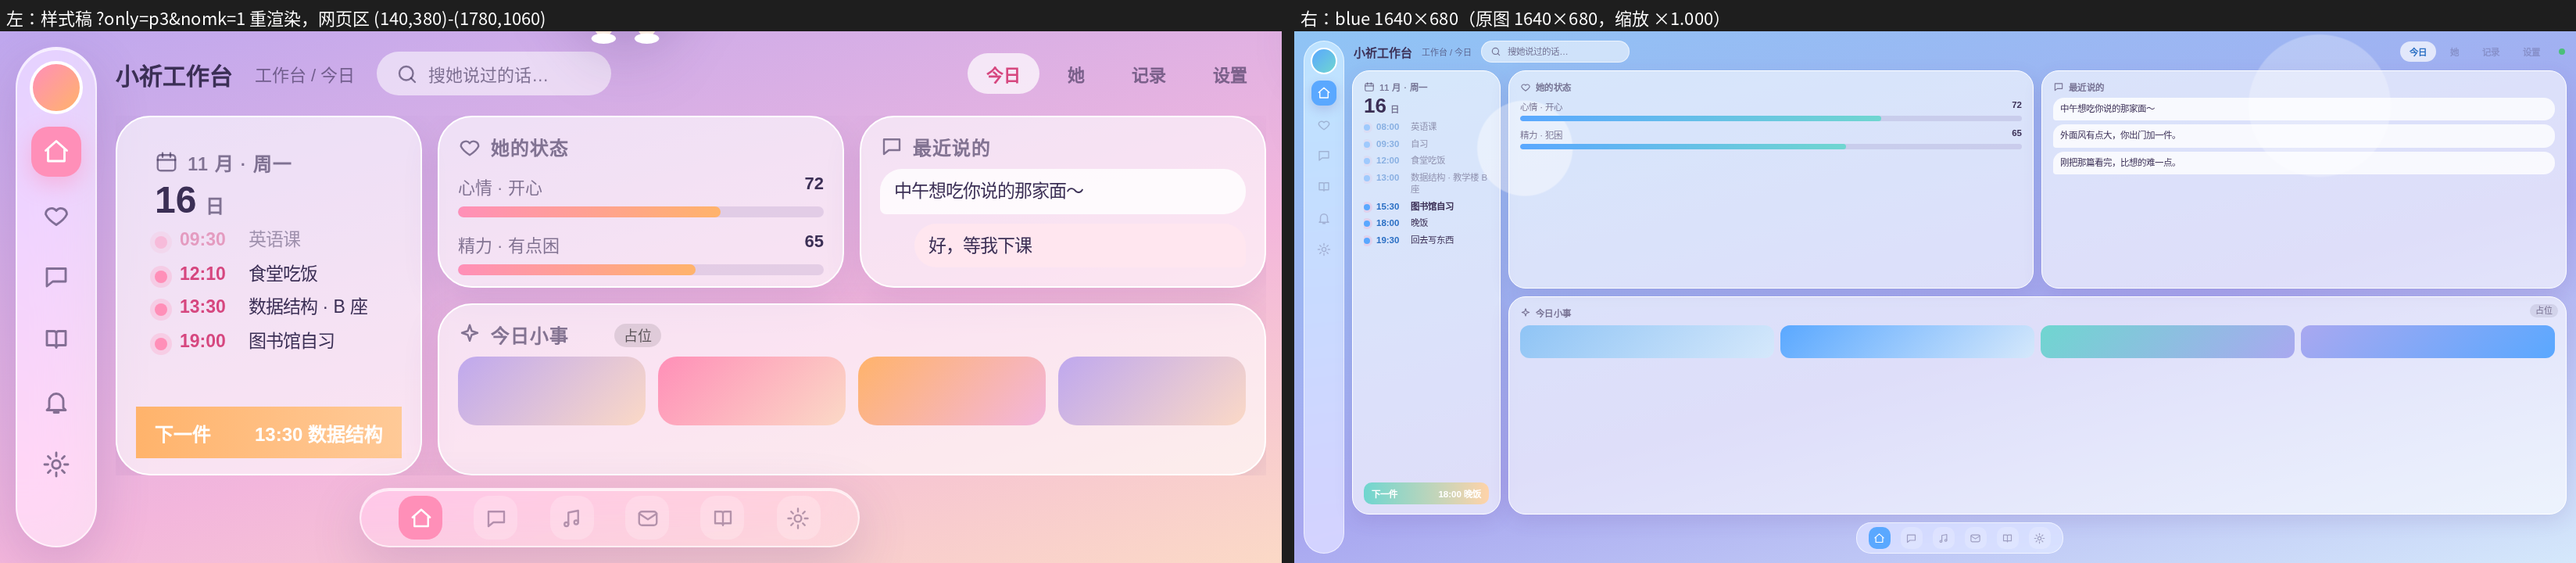 左：样式稿 ?only=p3&nomk=1 重渲染，网页区 (140,380)-(1780,1060)
小祈工作台
工作台 / 今日
搜她说过的话...
今日
她
记录
设置
11 月 · 周一
16 日
09:30 英语课
12:10 食堂吃饭
13:30 数据结构 · B 座
19:00 图书馆自习
下一件 13:30 数据结构
她的状态
心情 · 开心 72
精力 · 有点困 65
最近说的
中午想吃你说的那家面～
好，等我下课
今日小事 占位
右：blue 1640×680（原图 1640×680，缩放 ×1.000）
小祈工作台
工作台 / 今日
搜她说过的话...
今日
她
记录
设置
11 月 · 周一
16 日
08:00 英语课
09:30 自习
12:00 食堂吃饭
13:00 数据结构 · 教学楼 B
座
15:30 图书馆自习
18:00 晚饭
19:30 回去写东西
下一件 18:00 晚饭
她的状态
心情 · 开心 72
精力 · 犯困 65
最近说的
中午想吃你说的那家面～
外面风有点大，你出门加一件。
刚把那篇看完，比想的难一点。
今日小事 占位